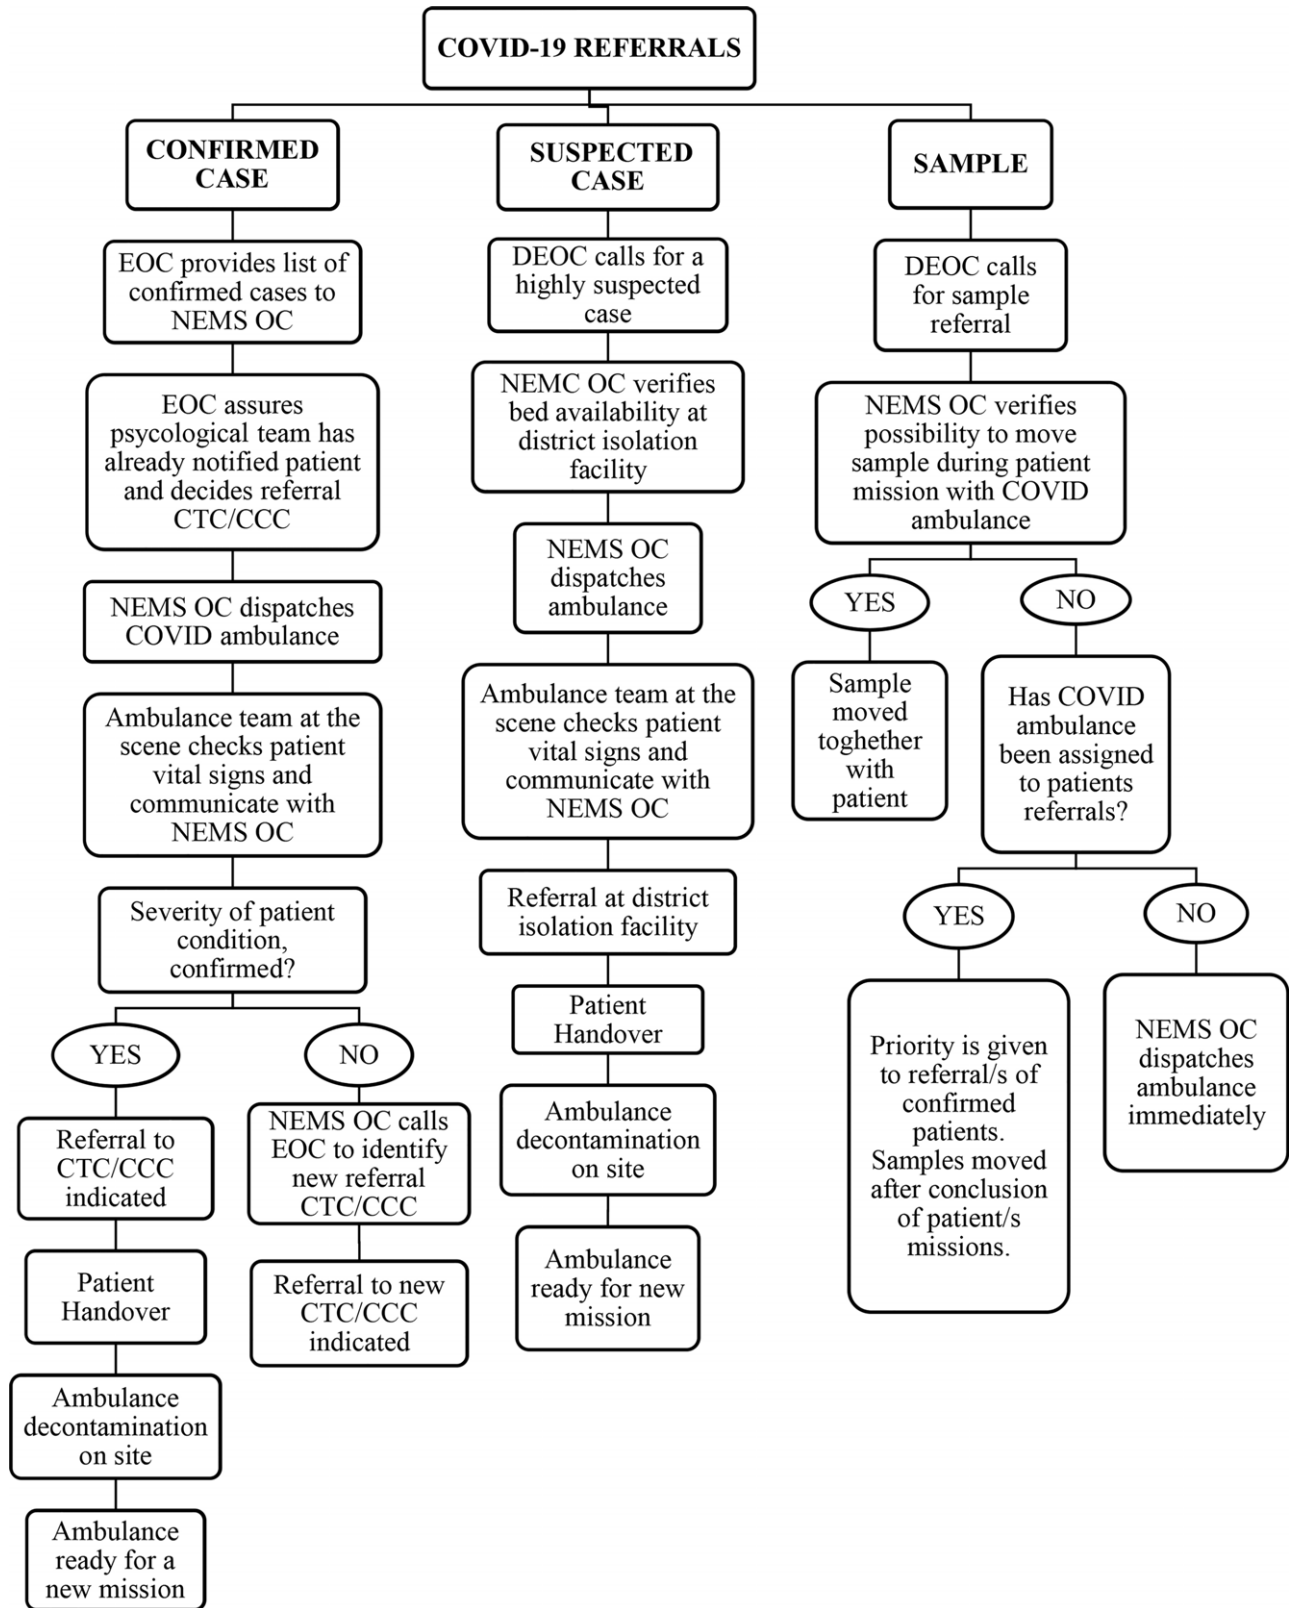 COVID-19 REFERRALS
CONFIRMED
CASE
EOC provides list of
confirmed cases to
NEMS OC
EOC assures
psycological team has
already notified patient
and decides referral
CTC/CCC
NEMS OC dispatches
COVID ambulance
Ambulance team at the
scene checks patient
vital signs and
communicate with
NEMS OC
Severity of patient
condition,
confirmed?
YES
Referral to
CTC/CCC
indicated
Patient
Handover
Ambulance
decontamination
on site
Ambulance
ready for a
new mission
NO
NEMS OC calls
EOC to identify
new referral
CTC/CCC
Referral to new
CTC/CCC
indicated
SUSPECTED
CASE
DEOC calls for a
highly suspected
case
NEMC OC verifies
bed availability at
district isolation
facility
NEMS OC
dispatches
ambulance
Ambulance team at the
scene checks patient
vital signs and
communicate with
NEMS OC
Referral at district
isolation facility
Patient
Handover
Ambulance
decontamination
on site
Ambulance
ready for new
mission
SAMPLE
DEOC calls
for sample
referral
NEMS OC verifies
possibility to move
sample during patient
mission with COVID
ambulance
YES
Sample
moved
toghether
with
patient
NO
Has COVID
ambulance
been assigned
to patients
referrals?
YES
Priority is given
to referral/s of
confirmed
patients.
Samples moved
after conclusion
of patient/s
missions.
NO
NEMS OC
dispatches
ambulance
immediately